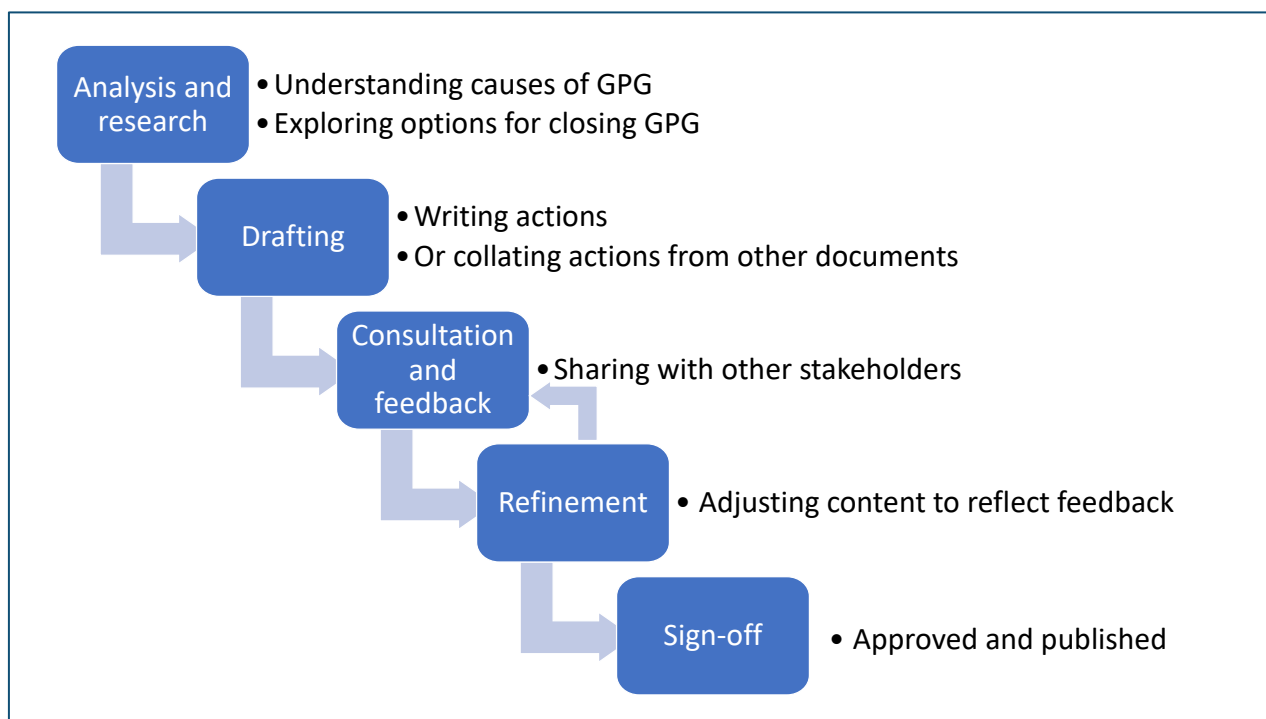 Analysis and
research
• Understanding causes of GPG
• Exploring options for closing GPG
Drafting
• Writing actions
• Or collating actions from other documents
Consultation
and
feedback
• Sharing with other stakeholders
Refinement
• Adjusting content to reflect feedback
Sign-off
• Approved and published